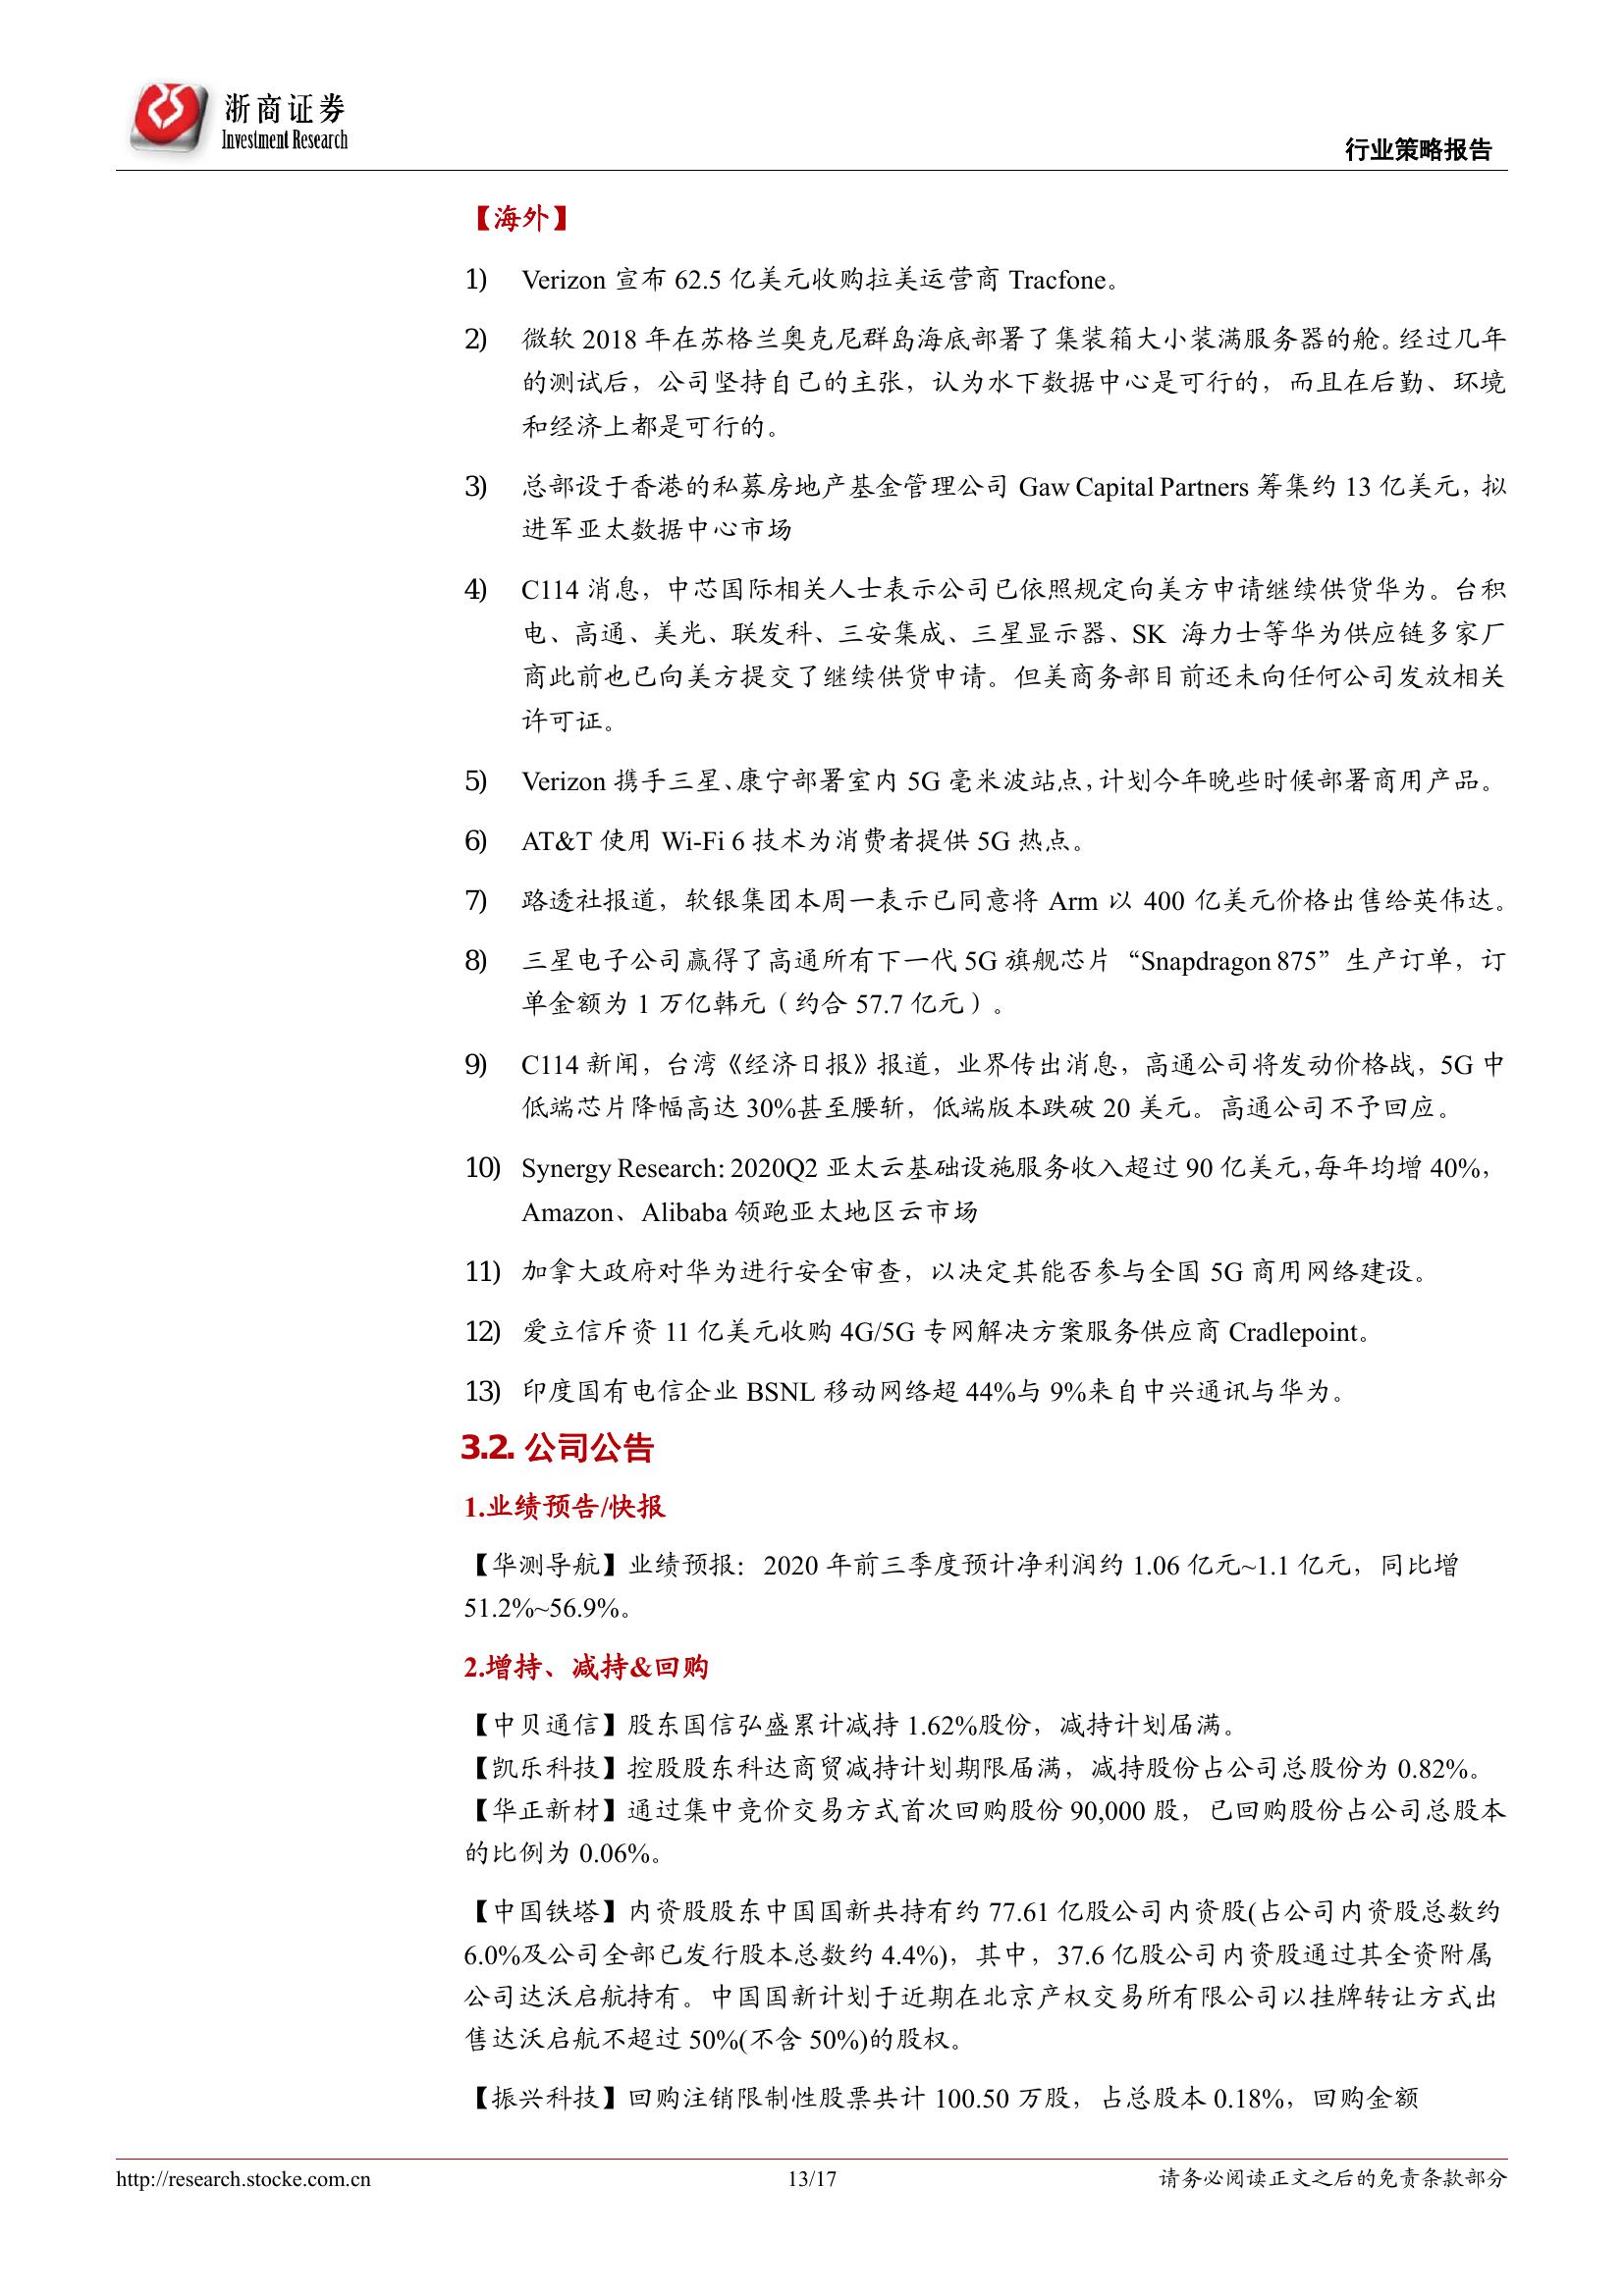 浙商证券
Investment Research
行业策略报告
【海外】
1) Verizon 宣布 62.5 亿美元收购拉美运营商 Tracfone。
2) 微软 2018 年在苏格兰奥克尼群岛海底部署了集装箱大小装满服务器的舱。经过几年
的测试后，公司坚持自己的主张，认为水下数据中心是可行的，而且在后勤、环境
和经济上都是可行的。
3) 总部设于香港的私募房地产基金管理公司 Gaw Capital Partners 筹集约 13 亿美元，拟
进军亚太数据中心市场
4) C114 消息，中芯国际相关人士表示公司已依照规定向美方申请继续供货华为。台积
电、高通、美光、联发科、三安集成、三星显示器、SK 海力士等华为供应链多家厂
商此前也已向美方提交了继续供货申请。但美商务部目前还未向任何公司发放相关
许可证。
5) Verizon 携手三星、康宁部署室内 5G 毫米波站点，计划今年晚些时候部署商用产品。
6) AT&T 使用 Wi-Fi 6 技术为消费者提供 5G 热点。
7) 路透社报道，软银集团本周一表示已同意将 Arm 以 400 亿美元价格出售给英伟达。
8) 三星电子公司赢得了高通所有下一代 5G 旗舰芯片“Snapdragon 875”生产订单，订
单金额为 1 万亿韩元（约合 57.7 亿元）。
9) C114 新闻，台湾《经济日报》报道，业界传出消息，高通公司将发动价格战，5G 中
低端芯片降幅高达 30%甚至腰斩，低端版本跌破 20 美元。高通公司不予回应。
10) Synergy Research: 2020Q2 亚太云基础设施服务收入超过 90 亿美元，每年均增 40%，
Amazon、Alibaba 领跑亚太地区云市场
11) 加拿大政府对华为进行安全审查，以决定其能否参与全国 5G 商用网络建设。
12) 爱立信斥资 11 亿美元收购 4G/5G 专网解决方案服务供应商 Cradlepoint。
13) 印度国有电信企业 BSNL 移动网络超 44%与 9%来自中兴通讯与华为。
3.2. 公司公告
1.业绩预告/快报
【华测导航】业绩预报：2020 年前三季度预计净利润约 1.06 亿元~1.1 亿元，同比增
51.2%~56.9%。
2.增持、减持&回购
【中贝通信】股东国信弘盛累计减持 1.62%股份，减持计划届满。
【凯乐科技】控股股东科达商贸减持计划期限届满，减持股份占公司总股份为 0.82%。
【华正新材】通过集中竞价交易方式首次回购股份 90,000 股，已回购股份占公司总股本
的比例为 0.06%。
【中国铁塔】内资股股东中国国新共持有约 77.61 亿股公司内资股(占公司内资股总数约
6.0%及公司全部已发行股本总数约 4.4%)，其中，37.6 亿股公司内资股通过其全资附属
公司达沃启航持有。中国国新计划于近期在北京产权交易所有限公司以挂牌转让方式出
售达沃启航不超过 50%(不含 50%)的股权。
【振兴科技】回购注销限制性股票共计 100.50 万股，占总股本 0.18%，回购金额
http://research.stocke.com.cn
13/17
请务必阅读正文之后的免责条款部分